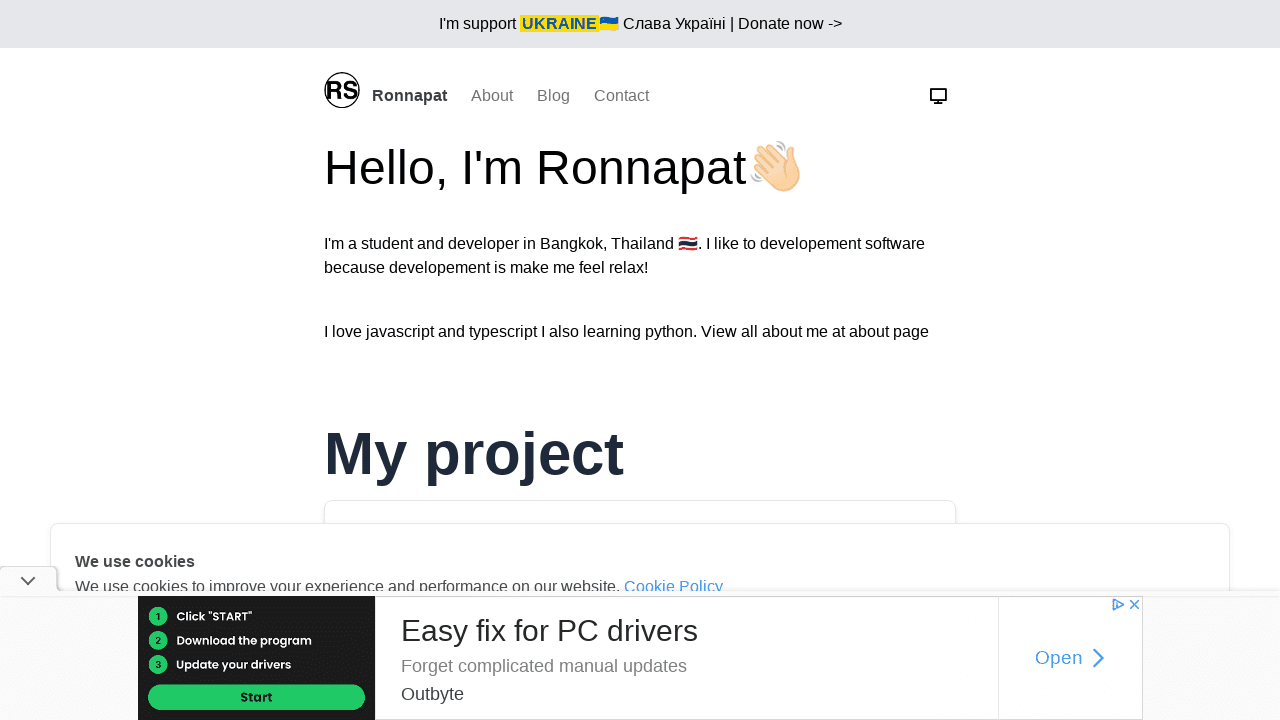 I'm support UKRAINE🇺🇦 Слава Україні | Donate now ->
RS Ronnapat About Blog Contact
Hello, I'm Ronnapat👋🏻
I'm a student and developer in Bangkok, Thailand 🇹🇭. I like to developement software
because developement is make me feel relax!
I love javascript and typescript I also learning python. View all about me at about page
My project
We use cookies
We use cookies to improve your experience and performance on our website. Cookie Policy
1 Click "START"
2 Download the program
3 Update your drivers
Start
Easy fix for PC drivers
Forget complicated manual updates
Outbyte
Open